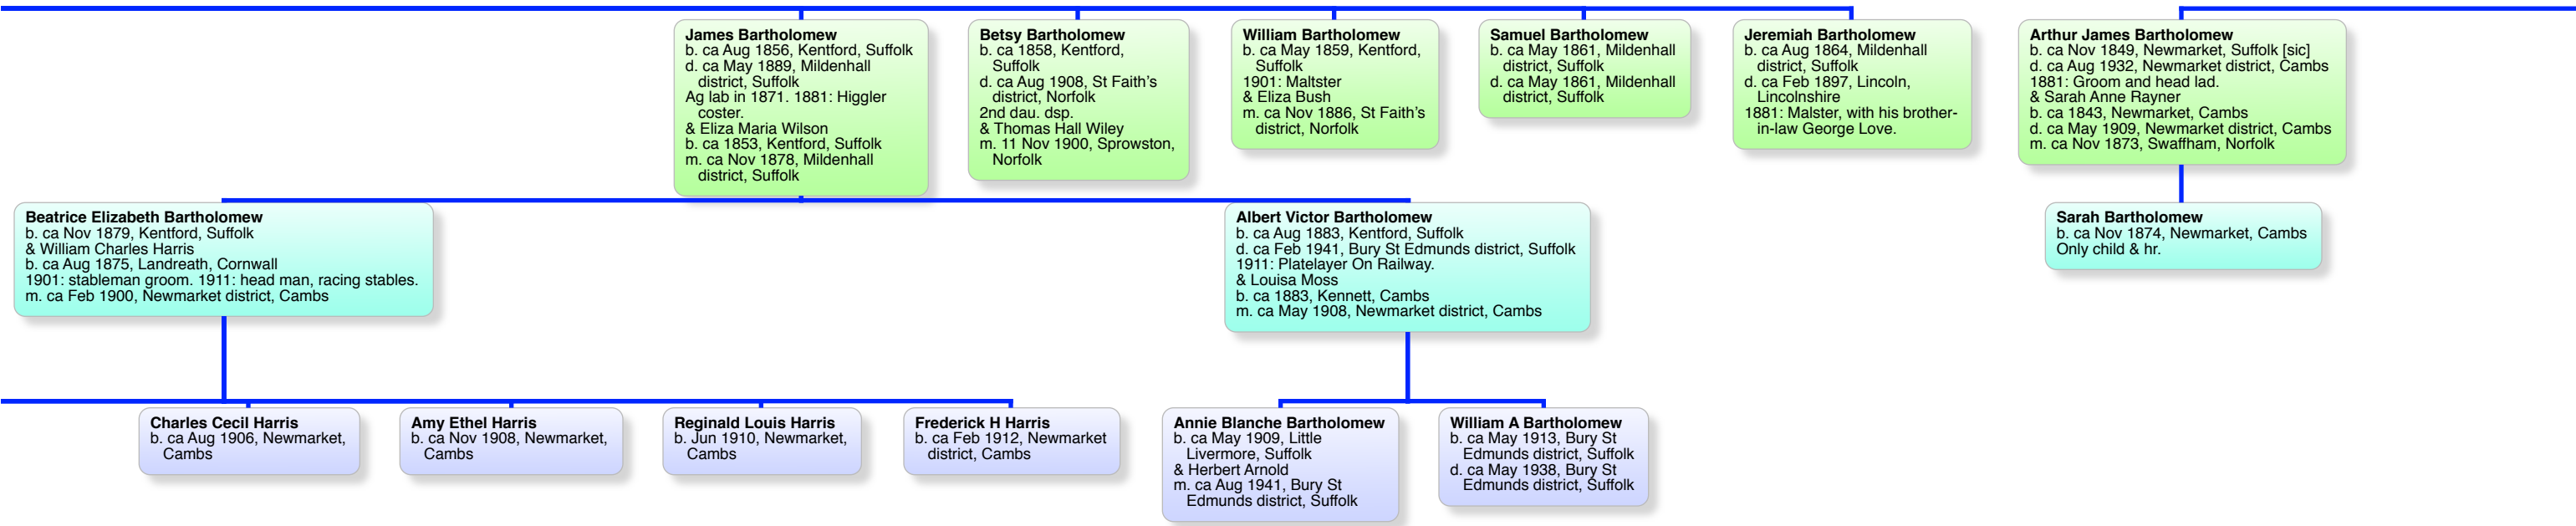 James Bartholomew
b. ca Aug 1856, Kentford, Suffolk
d. ca May 1889, Mildenhall
district, Suffolk
Ag lab in 1871. 1881: Higgler
coster.
& Eliza Maria Wilson
b. ca 1853, Kentford, Suffolk
m. ca Nov 1878, Mildenhall
district, Suffolk
Betsy Bartholomew
b. ca 1858, Kentford,
Suffolk
d. ca Aug 1908, St Faith's
district, Norfolk
2nd dau. dsp.
& Thomas Hall Wiley
m. 11 Nov 1900, Sprowston,
Norfolk
William Bartholomew
b. ca May 1859, Kentford,
Suffolk
1901: Maltster
& Eliza Bush
m. ca Nov 1886, St Faith's
district, Norfolk
Samuel Bartholomew
b. ca May 1861, Mildenhall
district, Suffolk
d. ca May 1861, Mildenhall
district, Suffolk
Jeremiah Bartholomew
b. ca Aug 1864, Mildenhall
district, Suffolk
d. ca Feb 1897, Lincoln,
Lincolnshire
1881: Malster, with his brother-
in-law George Love.
Arthur James Bartholomew
b. ca Nov 1849, Newmarket, Suffolk [sic]
d. ca Aug 1932, Newmarket district, Cambs
1881: Groom and head lad.
& Sarah Anne Rayner
b. ca 1843, Newmarket, Cambs
d. ca May 1909, Newmarket district, Cambs
m. ca Nov 1873, Swaffham, Norfolk
Beatrice Elizabeth Bartholomew
b. ca Nov 1879, Kentford, Suffolk
& William Charles Harris
b. ca Aug 1875, Landreath, Cornwall
1901: stableman groom. 1911: head man, racing stables.
m. ca Feb 1900, Newmarket district, Cambs
Albert Victor Bartholomew
b. ca Aug 1883, Kentford, Suffolk
d. ca Feb 1941, Bury St Edmunds district, Suffolk
1911: Platelayer On Railway.
& Louisa Moss
b. ca 1883, Kennett, Cambs
m. ca May 1908, Newmarket district, Cambs
Sarah Bartholomew
b. ca Nov 1874, Newmarket, Cambs
Only child & hr.
Charles Cecil Harris
b. ca Aug 1906, Newmarket,
Cambs
Amy Ethel Harris
b. ca Nov 1908, Newmarket,
Cambs
Reginald Louis Harris
b. Jun 1910, Newmarket,
Cambs
Frederick H Harris
b. ca Feb 1912, Newmarket
district, Cambs
Annie Blanche Bartholomew
b. ca May 1909, Little
Livermore, Suffolk
& Herbert Arnold
m. ca Aug 1941, Bury St
Edmunds district, Suffolk
William A Bartholomew
b. ca May 1913, Bury St
Edmunds district, Suffolk
d. ca May 1938, Bury St
Edmunds district, Suffolk